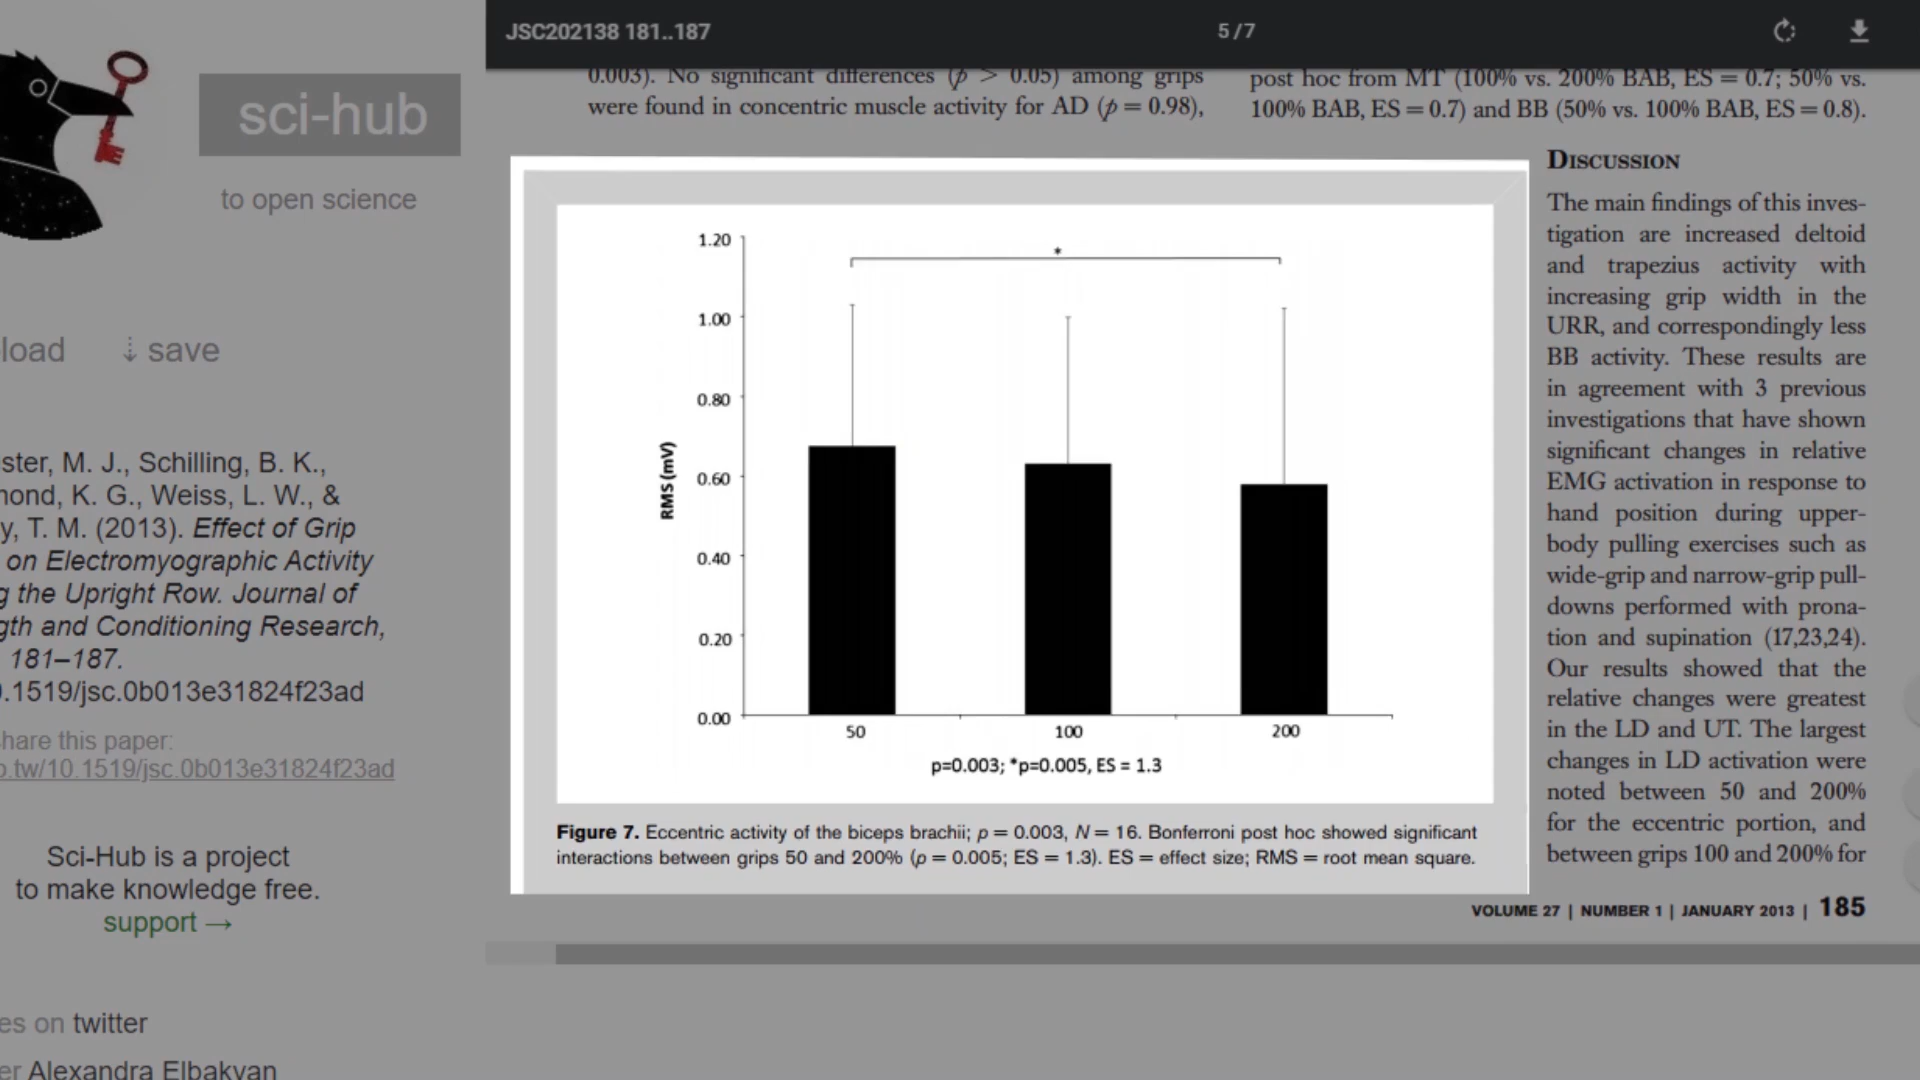 JSC202138 181..187
5 / 7
sci-hub
to open science
load
⇣ save
ster, M. J., Schilling, B. K.,
mond, K. G., Weiss, L. W., &
y, T. M. (2013). Effect of Grip
on Electromyographic Activity
g the Upright Row. Journal of
gth and Conditioning Research,
181–187.
0.1519/jsc.0b013e31824f23ad
share this paper:
o.tw/10.1519/jsc.0b013e31824f23ad
Sci-Hub is a project
to make knowledge free.
support →
es on twitter
er Alexandra Elbakyan
0.003). No significant differences (p > 0.05) among grips
were found in concentric muscle activity for AD (p = 0.98),
post hoc from MT (100% vs. 200% BAB, ES = 0.7; 50% vs.
100% BAB, ES = 0.7) and BB (50% vs. 100% BAB, ES = 0.8).
1.20
1.00
0.80
0.60
0.40
0.20
0.00
*
RMS (mV)
50
100
200
p=0.003; *p=0.005, ES = 1.3
Figure 7. Eccentric activity of the biceps brachii; p = 0.003, N = 16. Bonferroni post hoc showed significant
interactions between grips 50 and 200% (p = 0.005; ES = 1.3). ES = effect size; RMS = root mean square.
DISCUSSION
The main findings of this inves-
tigation are increased deltoid
and trapezius activity with
increasing grip width in the
URR, and correspondingly less
BB activity. These results are
in agreement with 3 previous
investigations that have shown
significant changes in relative
EMG activation in response to
hand position during upper-
body pulling exercises such as
wide-grip and narrow-grip pull-
downs performed with prona-
tion and supination (17,23,24).
Our results showed that the
relative changes were greatest
in the LD and UT. The largest
changes in LD activation were
noted between 50 and 200%
for the eccentric portion, and
between grips 100 and 200% for
VOLUME 27 | NUMBER 1 | JANUARY 2013 | 185